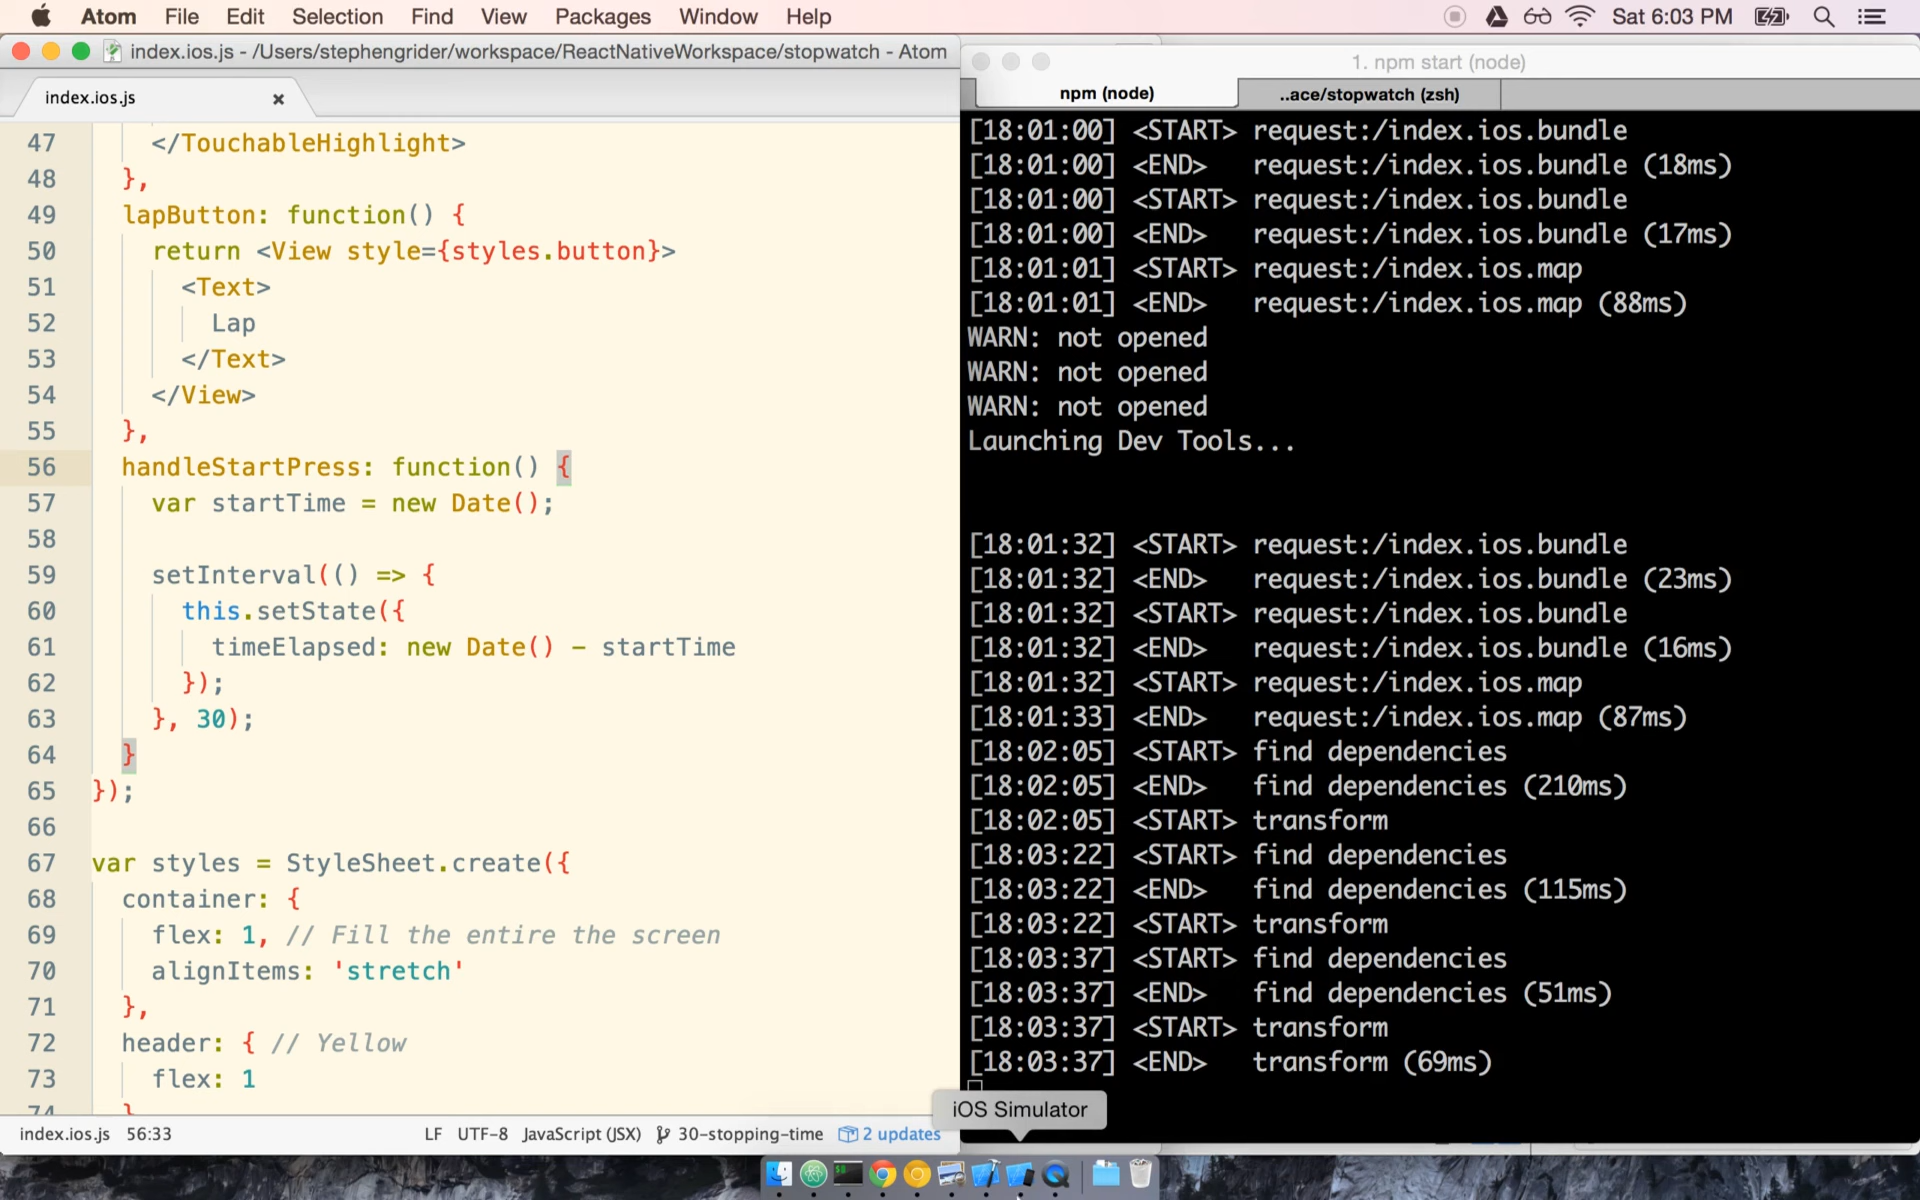 Atom File Edit Selection Find View Packages Window Help Sat 6:03 PM
index.ios.js - /Users/stephengrider/workspace/ReactNativeWorkspace/stopwatch - Atom
index.ios.js
47 </TouchableHighlight>
48 },
49 lapButton: function() {
50 return <View style={styles.button}>
51 <Text>
52 Lap
53 </Text>
54 </View>
55 },
56 handleStartPress: function() {
57 var startTime = new Date();
58
59 setInterval(() => {
60 this.setState({
61 timeElapsed: new Date() - startTime
62 });
63 }, 30);
64 }
65 });
66
67 var styles = StyleSheet.create({
68 container: {
69 flex: 1, // Fill the entire the screen
70 alignItems: 'stretch'
71 },
72 header: { // Yellow
73 flex: 1
74 }
index.ios.js 56:33 LF UTF-8 JavaScript (JSX) 30-stopping-time 2 updates
1. npm start (node)
npm (node) ..ace/stopwatch (zsh)
[18:01:00] <START> request:/index.ios.bundle
[18:01:00] <END> request:/index.ios.bundle (18ms)
[18:01:00] <START> request:/index.ios.bundle
[18:01:00] <END> request:/index.ios.bundle (17ms)
[18:01:01] <START> request:/index.ios.map
[18:01:01] <END> request:/index.ios.map (88ms)
WARN: not opened
WARN: not opened
WARN: not opened
Launching Dev Tools...
[18:01:32] <START> request:/index.ios.bundle
[18:01:32] <END> request:/index.ios.bundle (23ms)
[18:01:32] <START> request:/index.ios.bundle
[18:01:32] <END> request:/index.ios.bundle (16ms)
[18:01:32] <START> request:/index.ios.map
[18:01:33] <END> request:/index.ios.map (87ms)
[18:02:05] <START> find dependencies
[18:02:05] <END> find dependencies (210ms)
[18:02:05] <START> transform
[18:03:22] <START> find dependencies
[18:03:22] <END> find dependencies (115ms)
[18:03:22] <START> transform
[18:03:37] <START> find dependencies
[18:03:37] <END> find dependencies (51ms)
[18:03:37] <START> transform
[18:03:37] <END> transform (69ms)
iOS Simulator